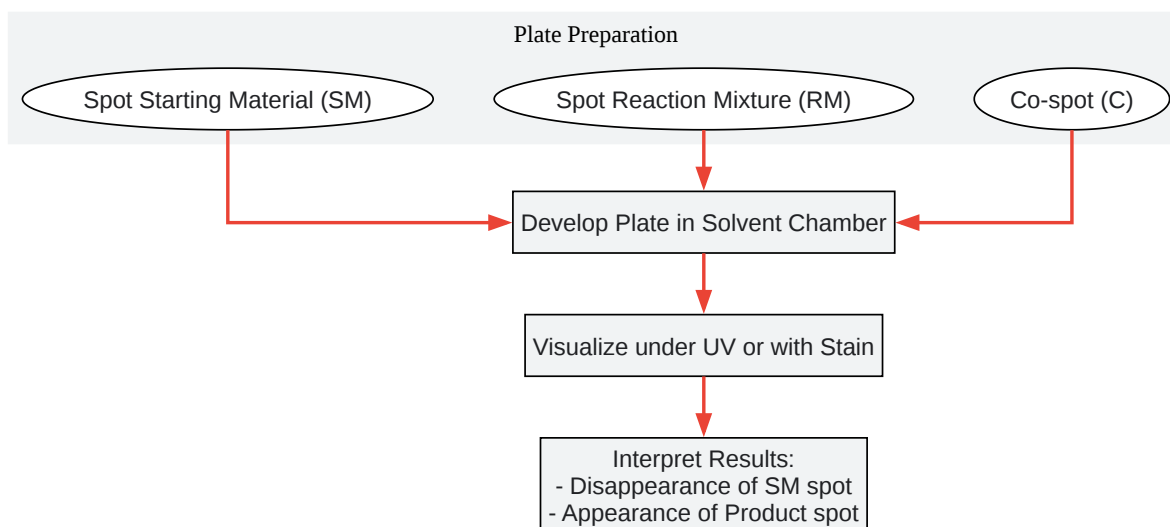 Plate Preparation
Spot Starting Material (SM)
Spot Reaction Mixture (RM)
Co-spot (C)
Develop Plate in Solvent Chamber
Visualize under UV or with Stain
Interpret Results:
- Disappearance of SM spot
- Appearance of Product spot